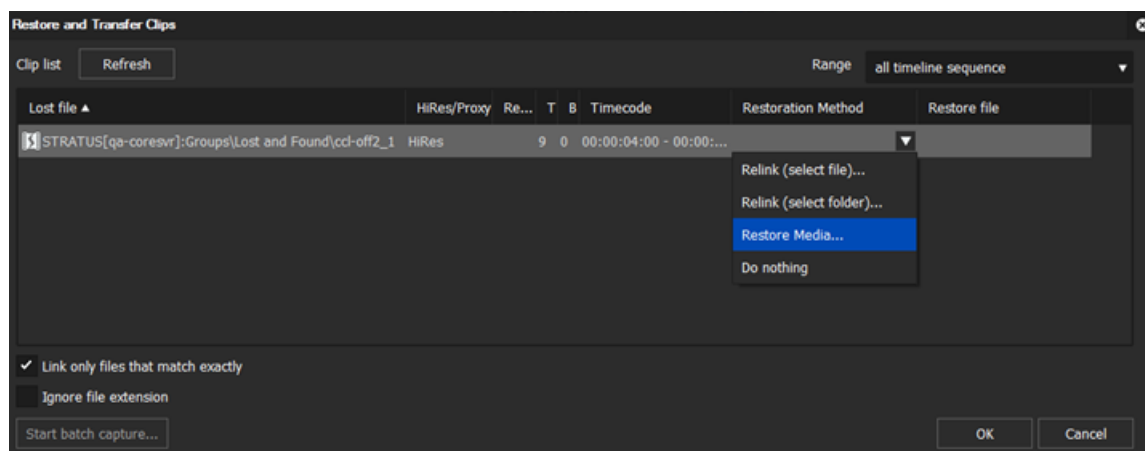 Restore and Transfer Clips
Clip list Refresh Range all timeline sequence
Lost file HiRes/Proxy Re... T B Timecode Restoration Method Restore file
STRATUS[qa-coresvr]:Groups\Lost and Found\ccl-off2_1 HiRes 9 0 00:00:04:00 - 00:00:...
Relink (select file)...
Relink (select folder)...
Restore Media...
Do nothing
Link only files that match exactly
Ignore file extension
Start batch capture... OK Cancel